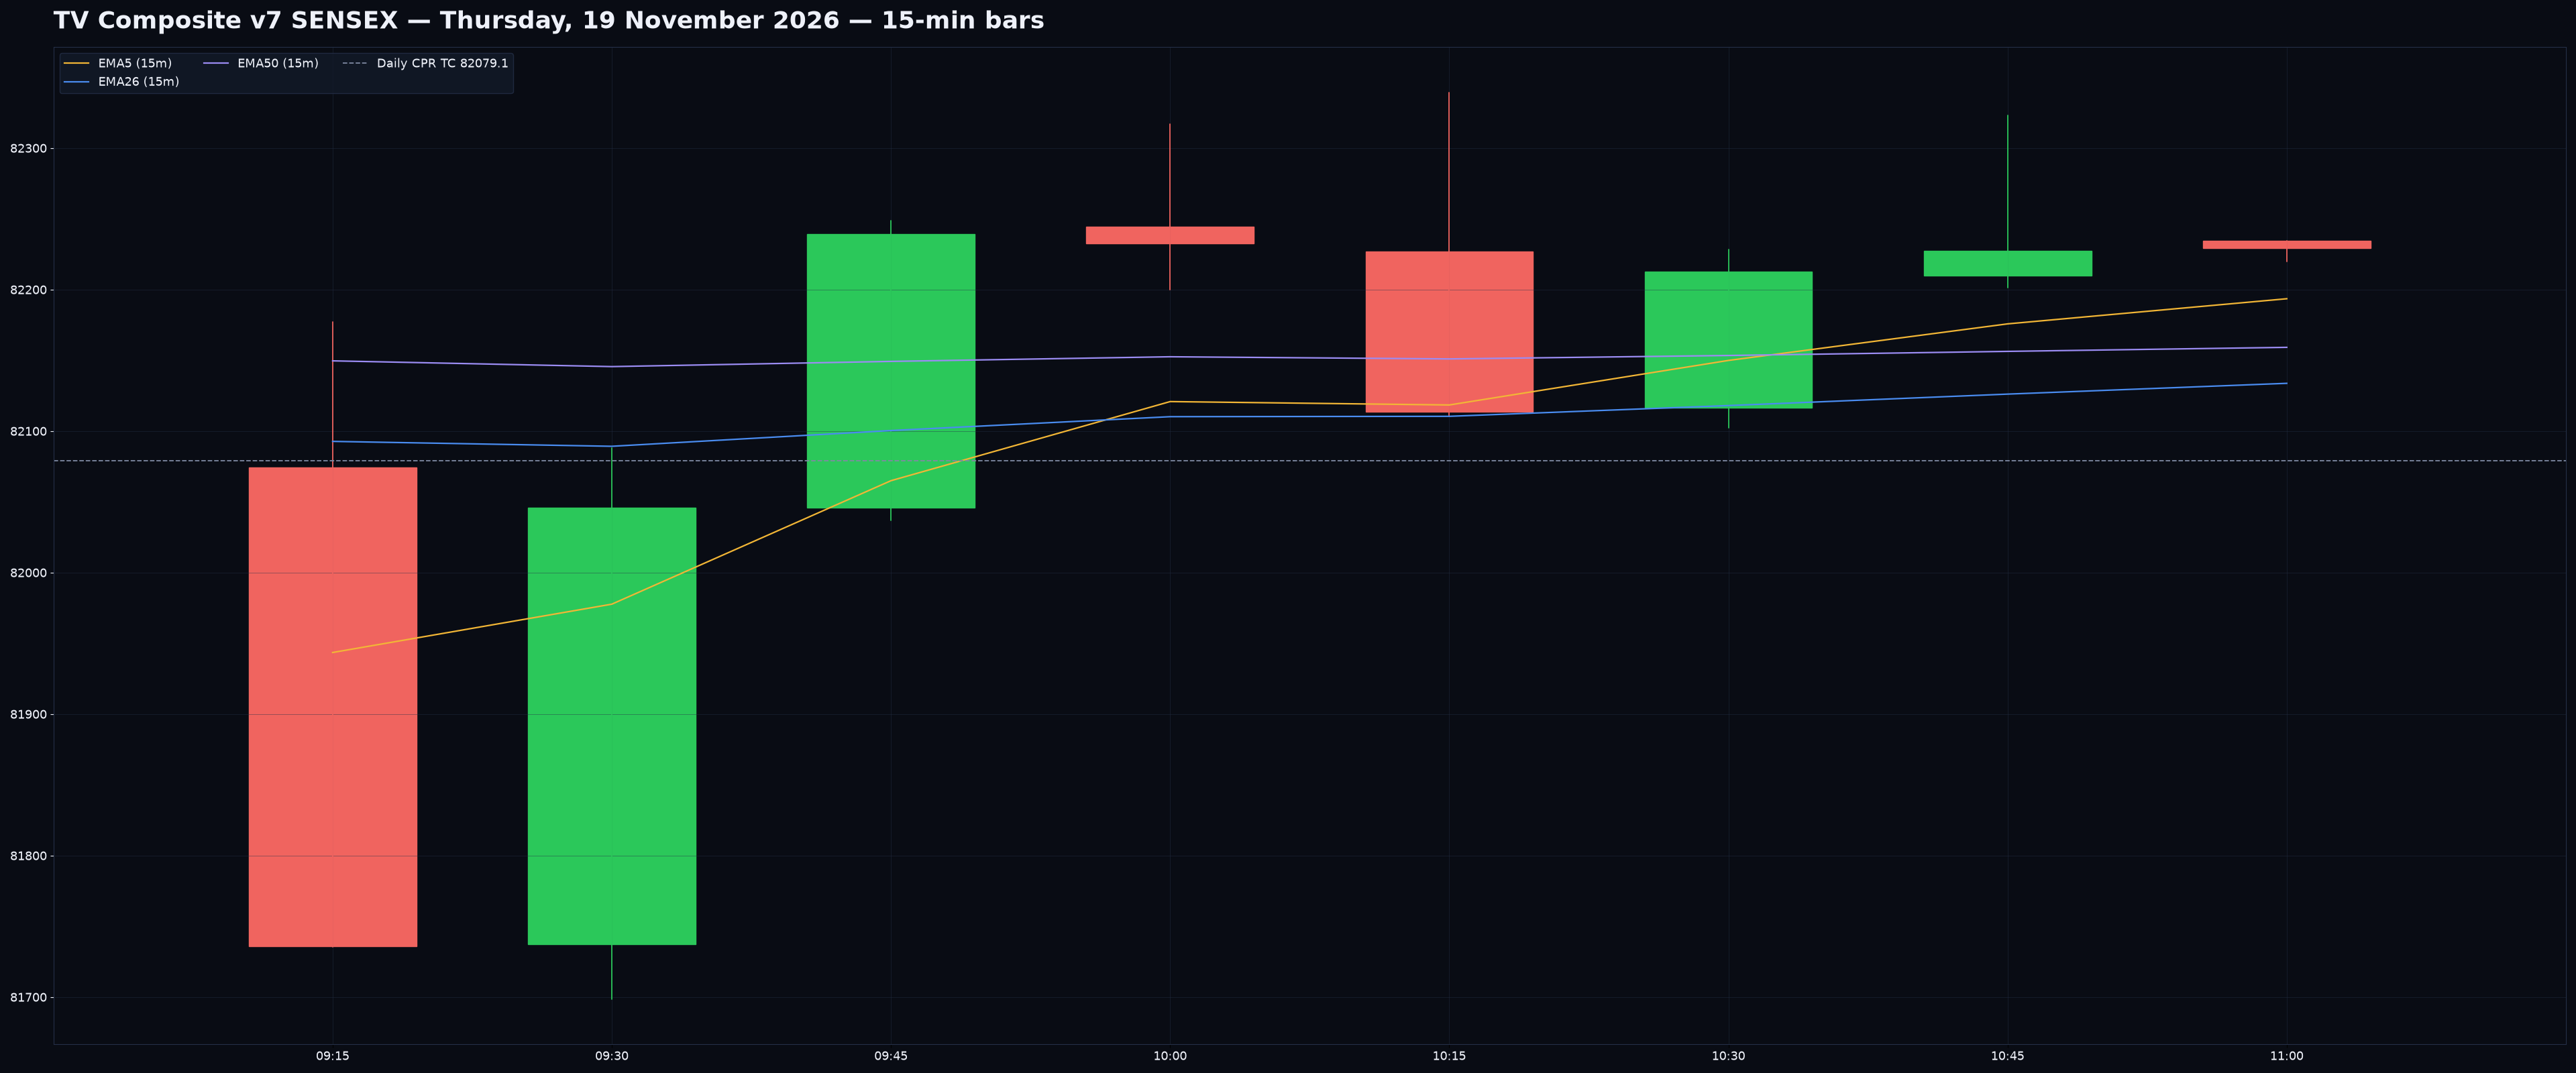 TV Composite v7 SENSEX — Thursday, 19 November 2026 — 15-min bars
EMA5 (15m) EMA50 (15m) Daily CPR TC 82079.1
EMA26 (15m)
82300
82200
82100
82000
81900
81800
81700
09:15 09:30 09:45 10:00 10:15 10:30 10:45 11:00